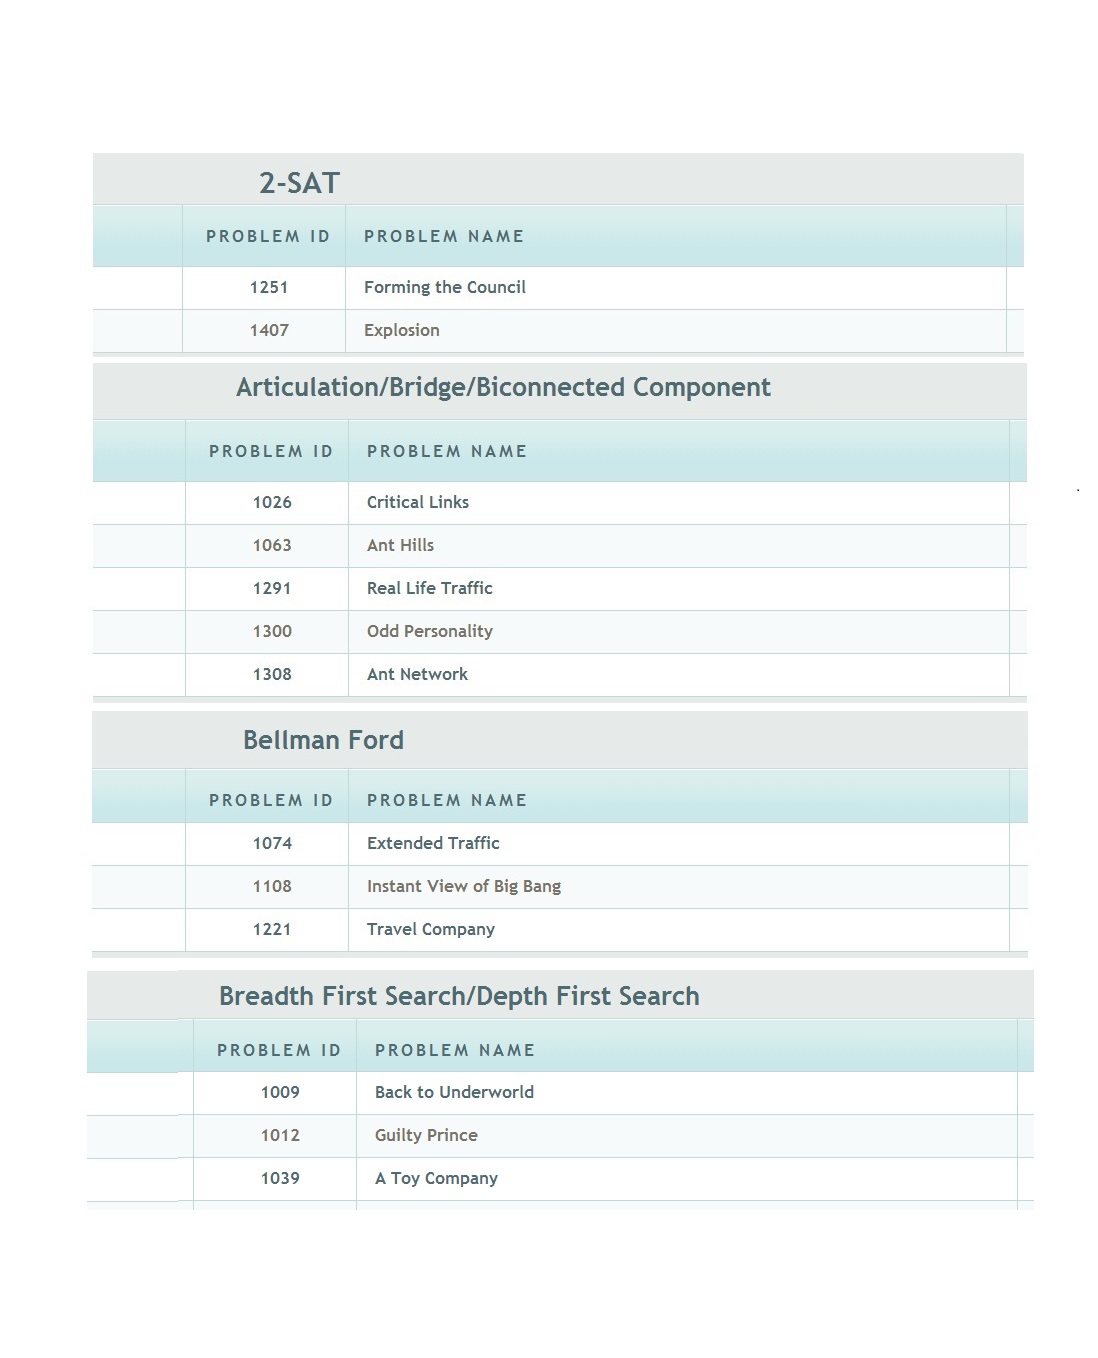 2-SAT
PROBLEM ID PROBLEM NAME
1251 Forming the Council
1407 Explosion
Articulation/Bridge/Biconnected Component
PROBLEM ID PROBLEM NAME
1026 Critical Links
1063 Ant Hills
1291 Real Life Traffic
1300 Odd Personality
1308 Ant Network
Bellman Ford
PROBLEM ID PROBLEM NAME
1074 Extended Traffic
1108 Instant View of Big Bang
1221 Travel Company
Breadth First Search/Depth First Search
PROBLEM ID PROBLEM NAME
1009 Back to Underworld
1012 Guilty Prince
1039 A Toy Company